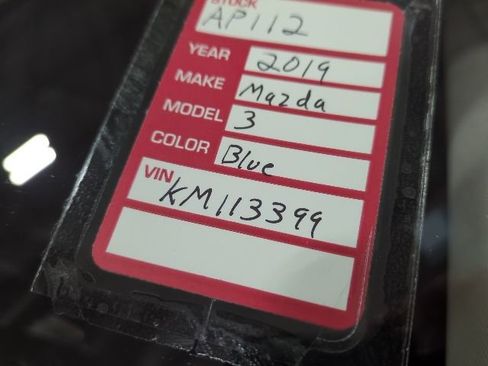 STOCK
AP112
YEAR 2019
MAKE Mazda
MODEL 3
COLOR Blue
VIN KM113399